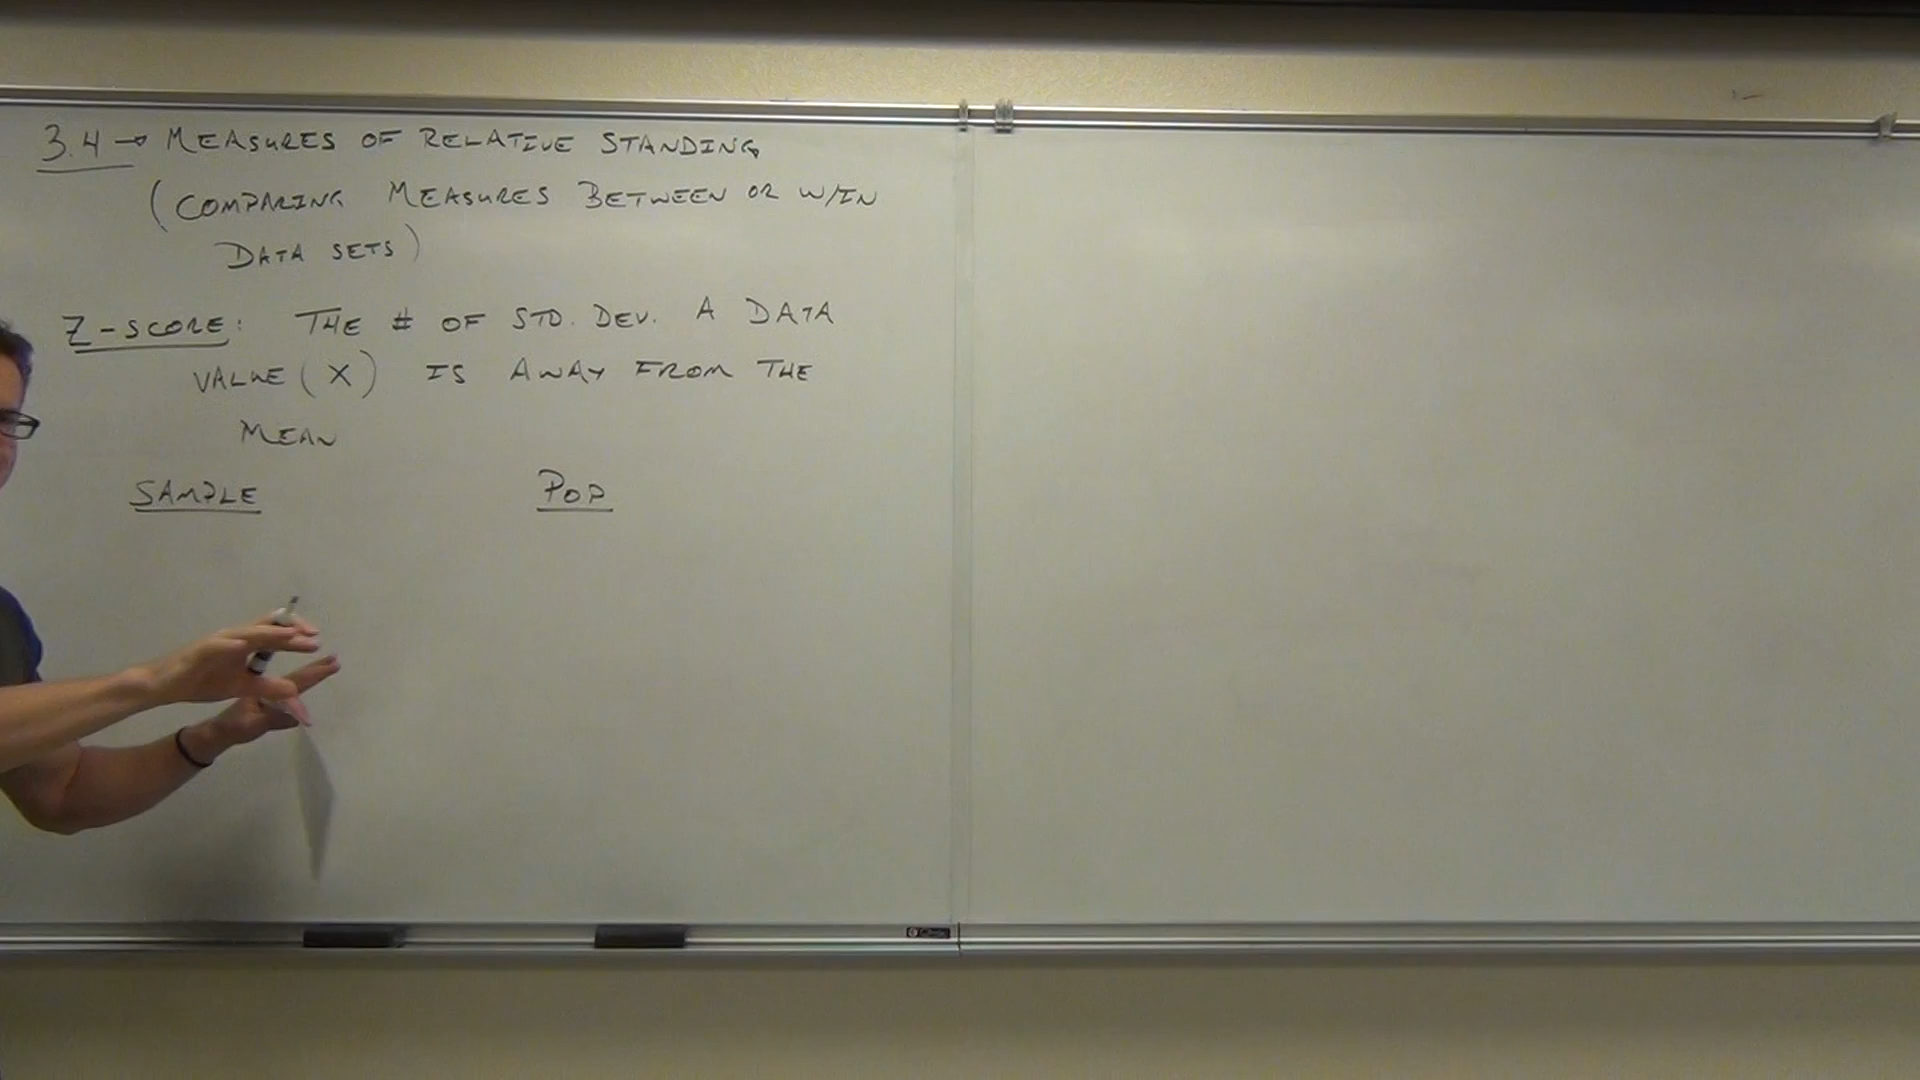 3.4 → MEASURES OF RELATIVE STANDING
(COMPARING MEASURES BETWEEN OR W/IN
DATA SETS)
Z-SCORE: THE # OF STD. DEV. A DATA
VALUE (X) IS AWAY FROM THE
MEAN
SAMPLE POP